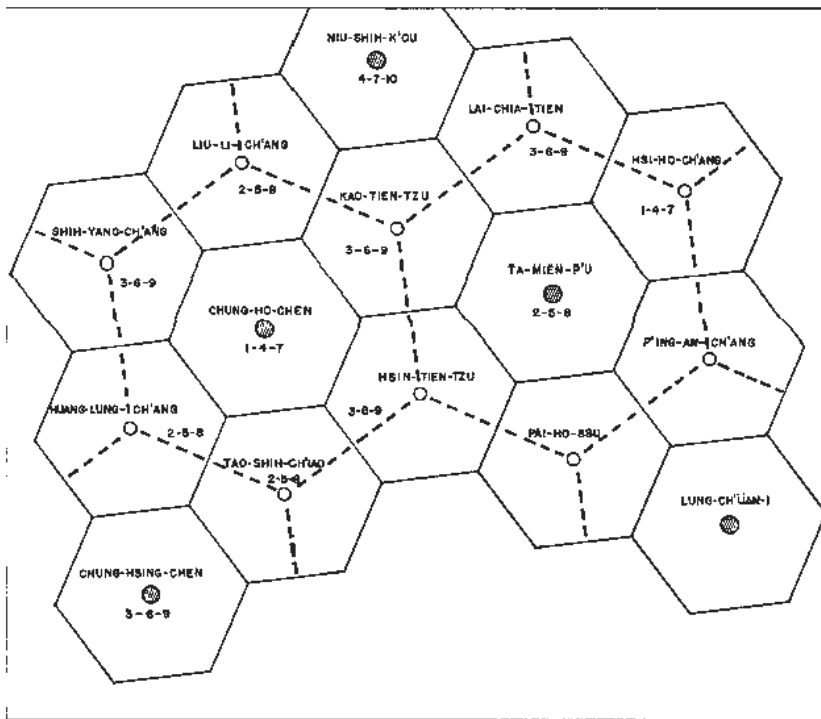 NIU-SHIH-K'OU
4-7-10
LAI-CHIA-TIEN
3-6-9
LIU-LI-CH'ANG
2-5-8
HSI-HO-CH'ANG
1-4-7
KAO-TIEN-TZU
3-6-9
SHIH-YANG-CH'ANG
3-6-9
TA-MIEN-P'U
2-5-8
CHUNG-HO-CHEN
1-4-7
P'ING-AN-CH'ANG
HSIN-TIEN-TZU
3-6-9
HUANG-LUNG-CH'ANG
2-5-8
PAI-HO-SSU
TAO-SHIH-CH'IAO
2-5-8
LUNG-CH'ÜAN-I
CHUNG-HSING-CHEN
3-6-9